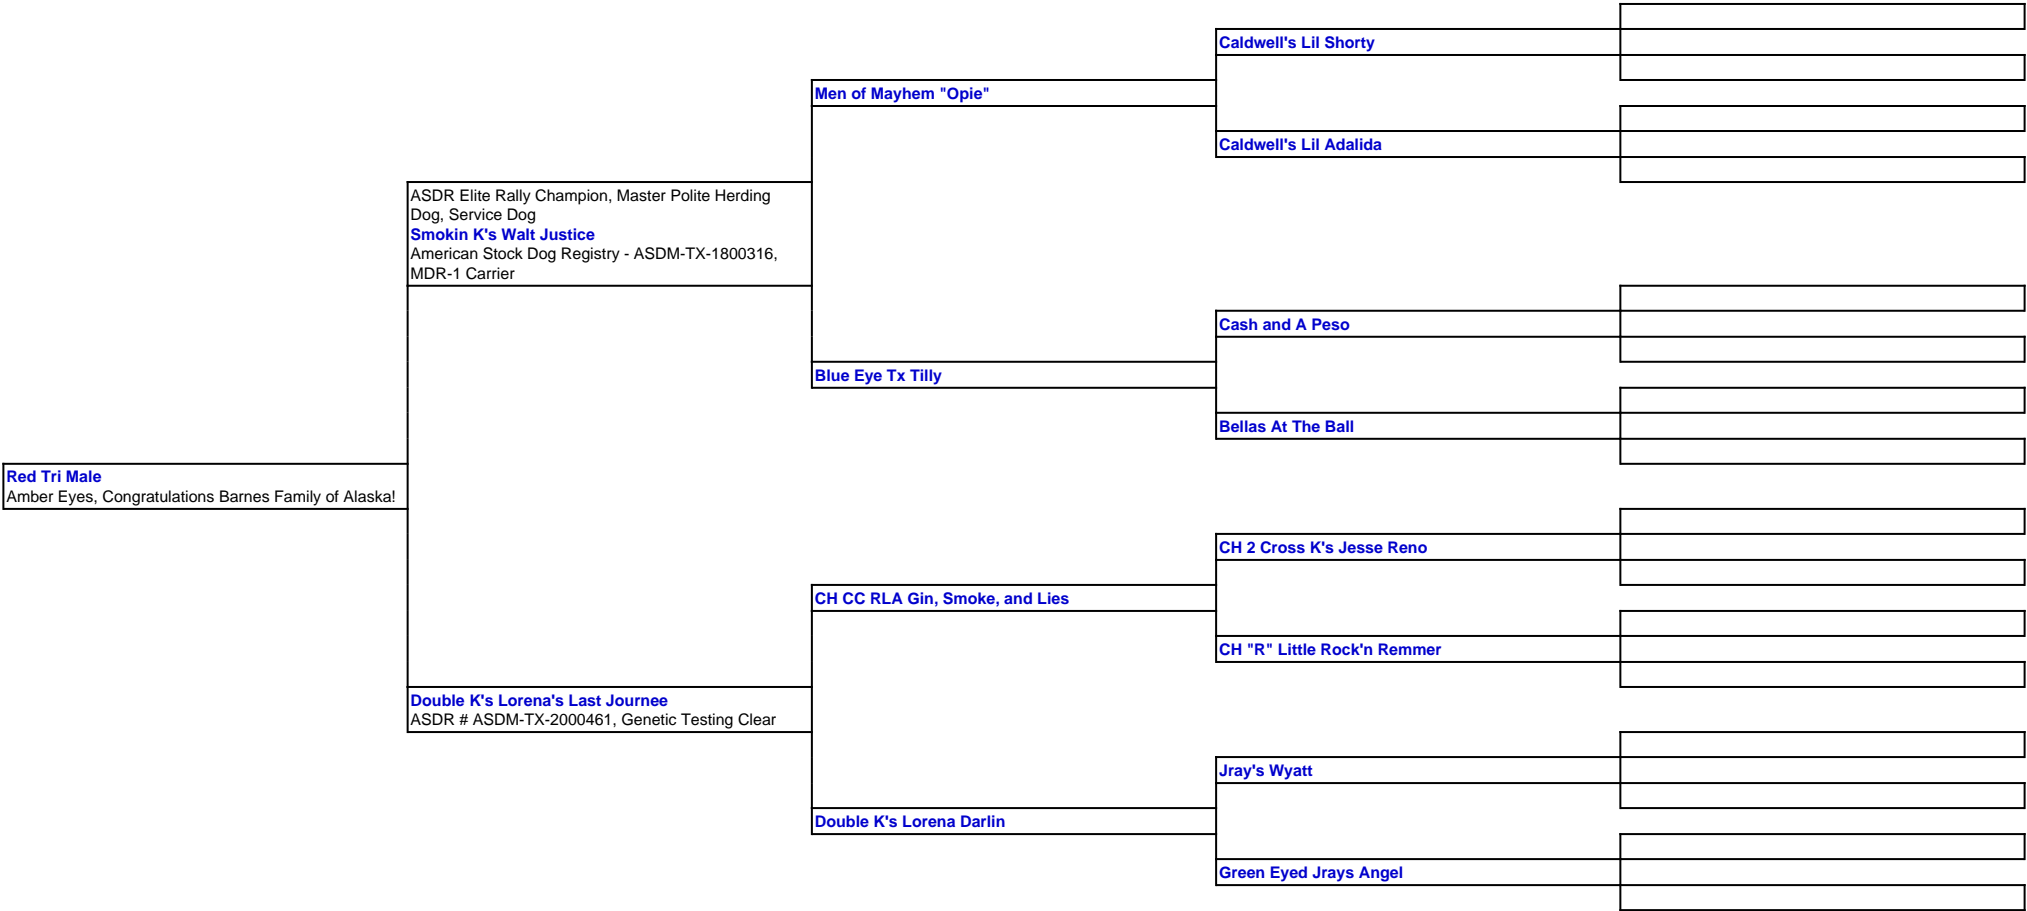 Caldwell's Lil Shorty
Men of Mayhem "Opie"
Caldwell's Lil Adalida
ASDR Elite Rally Champion, Master Polite Herding
Dog, Service Dog
Smokin K's Walt Justice
American Stock Dog Registry - ASDM-TX-1800316,
MDR-1 Carrier
Cash and A Peso
Blue Eye Tx Tilly
Bellas At The Ball
Red Tri Male
Amber Eyes, Congratulations Barnes Family of Alaska!
CH 2 Cross K's Jesse Reno
CH CC RLA Gin, Smoke, and Lies
CH "R" Little Rock'n Remmer
Double K's Lorena's Last Journee
ASDR # ASDM-TX-2000461, Genetic Testing Clear
Jray's Wyatt
Double K's Lorena Darlin
Green Eyed Jrays Angel